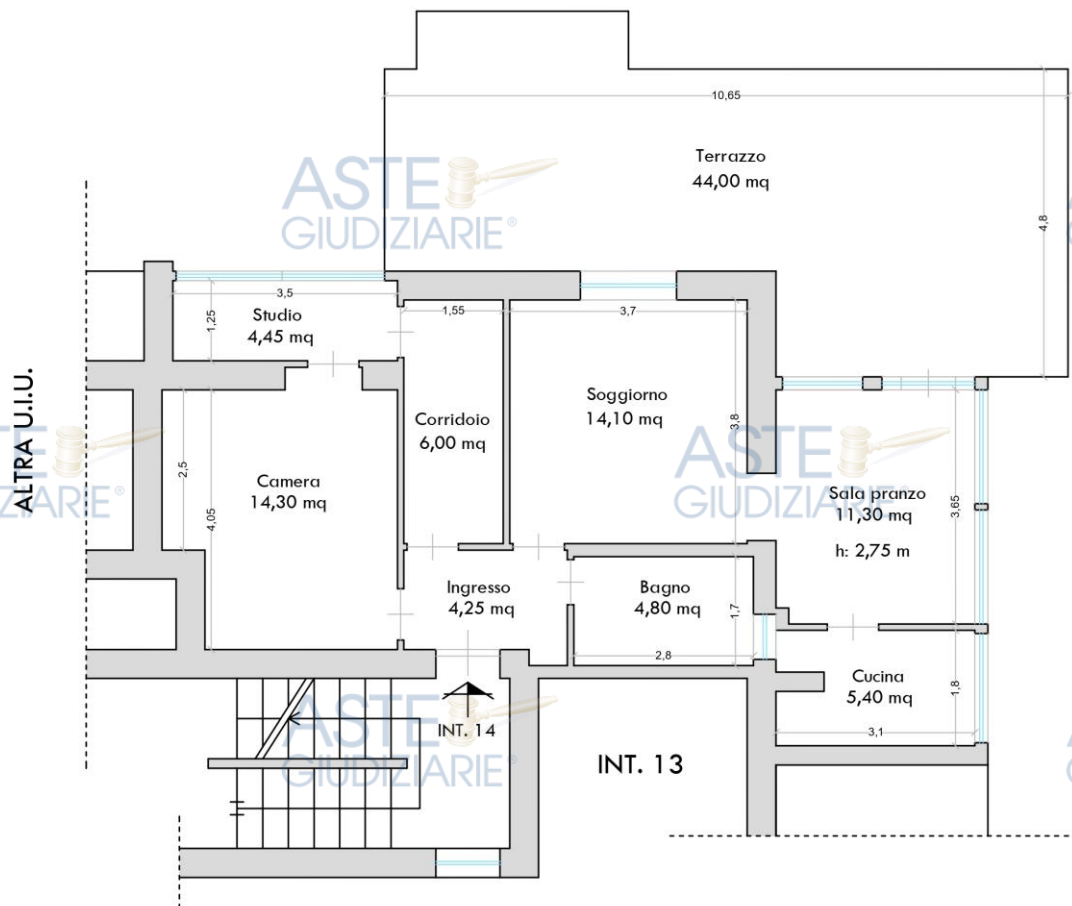 10,65
Terrazzo
44,00 mq
4,8
ASTE
GIUDIZIARIE®
3,5
Studio
4,45 mq
1,25
1,55
3,7
Soggiorno
14,10 mq
3,8
Corridoio
6,00 mq
ALTRA U.I.U.
ASTE
GIUDIZIARIE®
2,5
4,05
Camera
14,30 mq
ASTE
GIUDIZIARIE®
Sala pranzo
11,30 mq
h: 2,75 m
3,65
Ingresso
4,25 mq
Bagno
4,80 mq
1,7
2,8
Cucina
5,40 mq
1,8
3,1
ASTE
GIUDIZIARIE®
INT. 14
INT. 13